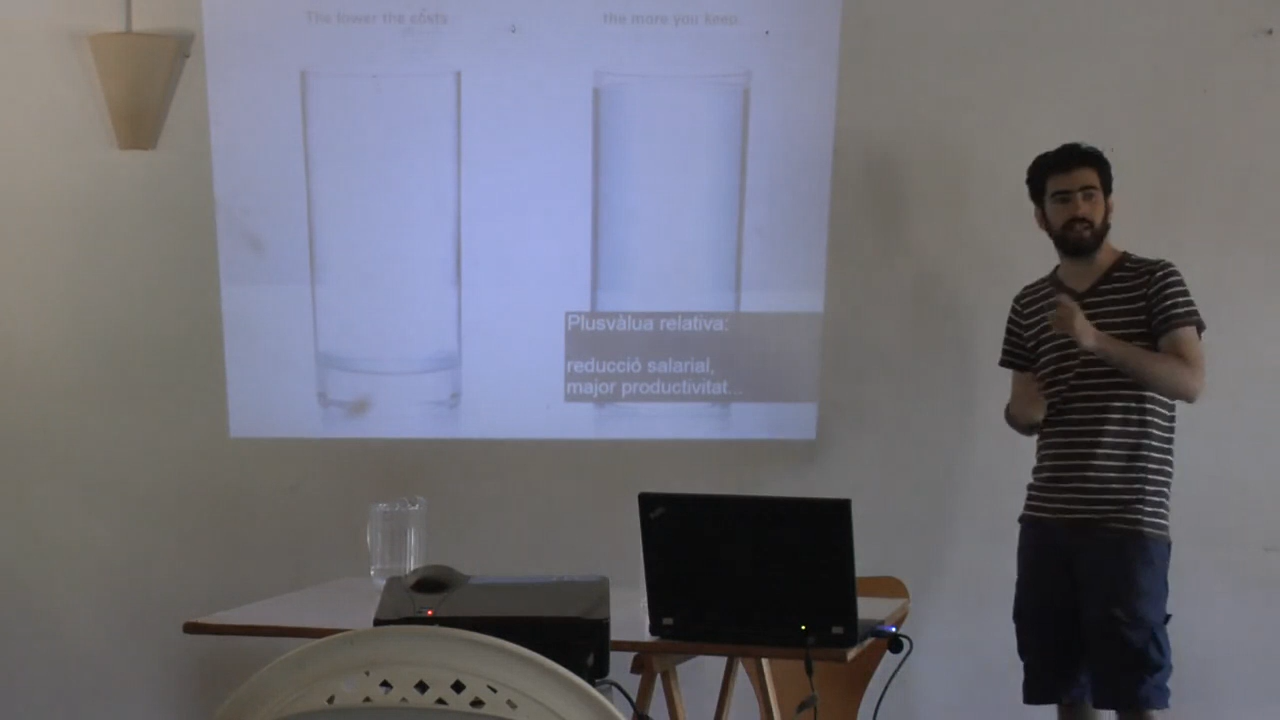 The lower the costs
the more you keep
Plusvàlua relativa:
reducció salarial,
major productivitat...